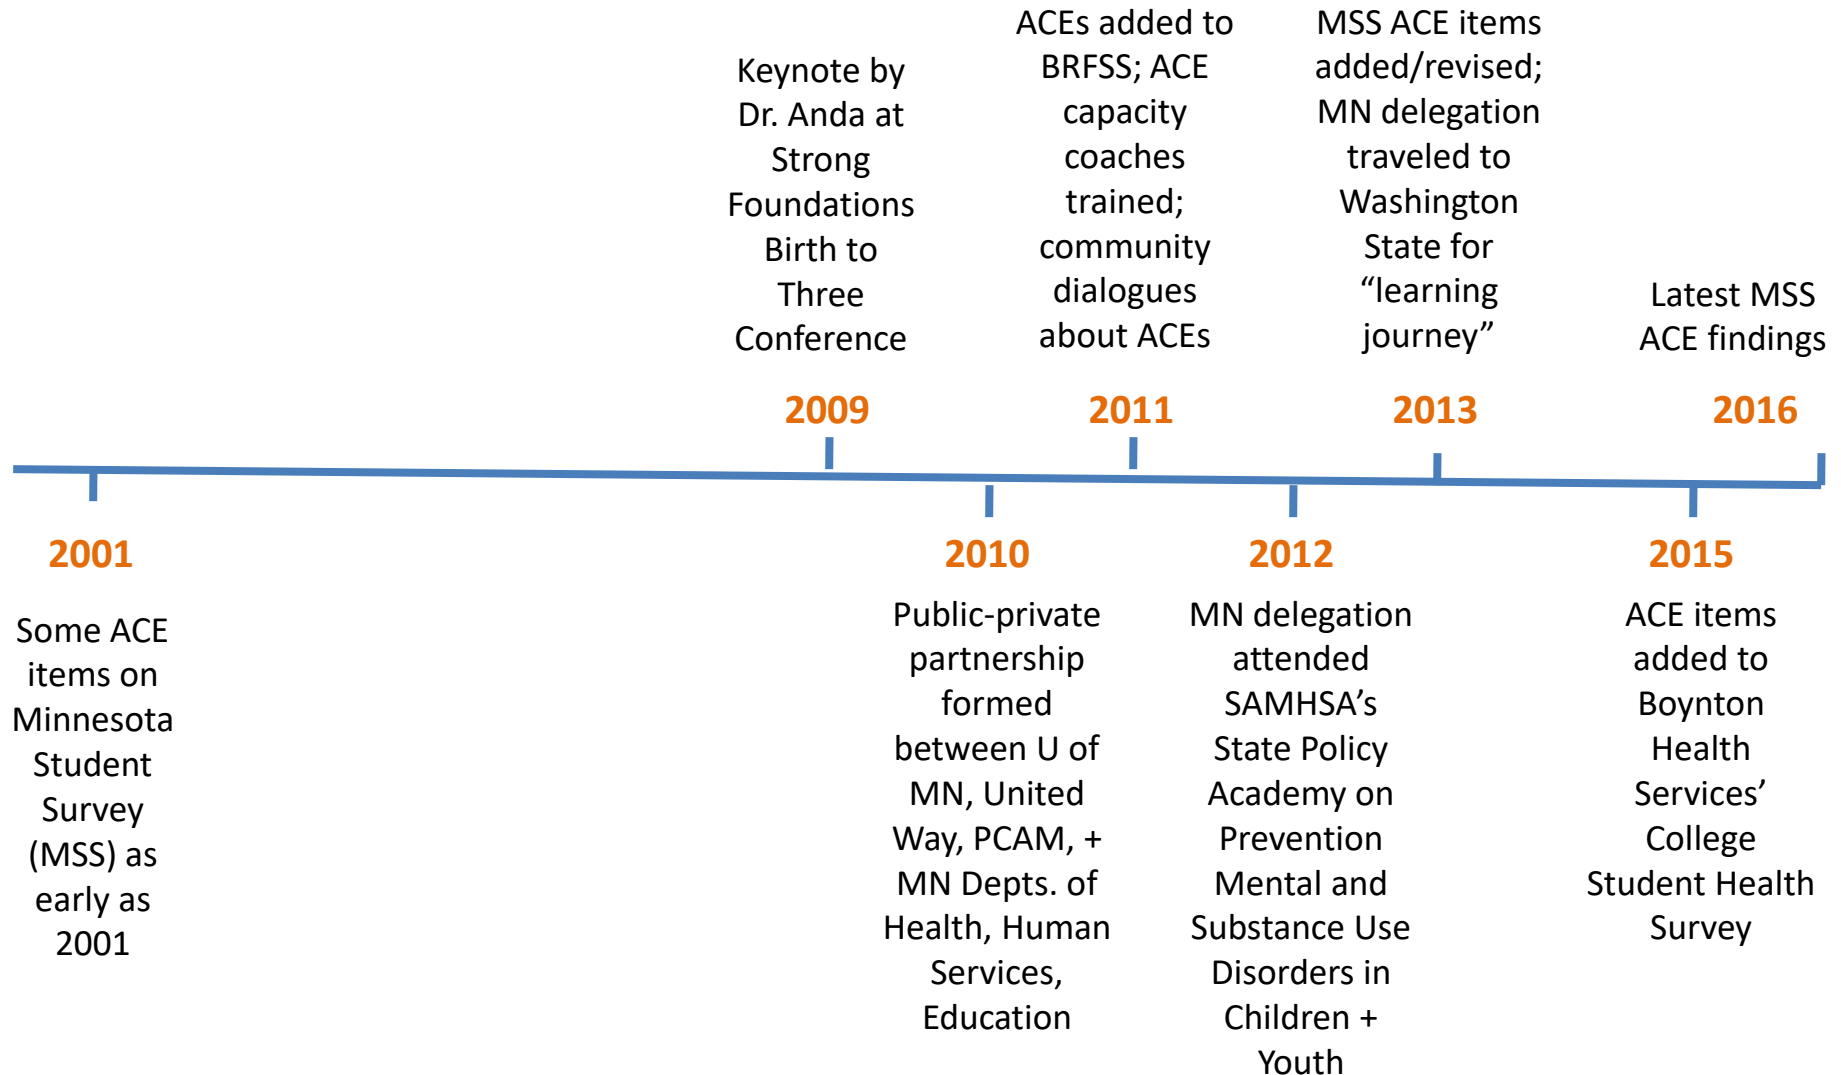 Keynote by
Dr. Anda at
Strong
Foundations
Birth to
Three
Conference
2009
ACEs added to
BRFSS; ACE
capacity
coaches
trained;
community
dialogues
about ACEs
2011
MSS ACE items
added/revised;
MN delegation
traveled to
Washington
State for
“learning
journey”
2013
Latest MSS
ACE findings
2016
2001
Some ACE
items on
Minnesota
Student
Survey
(MSS) as
early as
2001
2010
Public-private
partnership
formed
between U of
MN, United
Way, PCAM, +
MN Depts. of
Health, Human
Services,
Education
2012
MN delegation
attended
SAMHSA’s
State Policy
Academy on
Prevention
Mental and
Substance Use
Disorders in
Children +
Youth
2015
ACE items
added to
Boynton
Health
Services’
College
Student Health
Survey